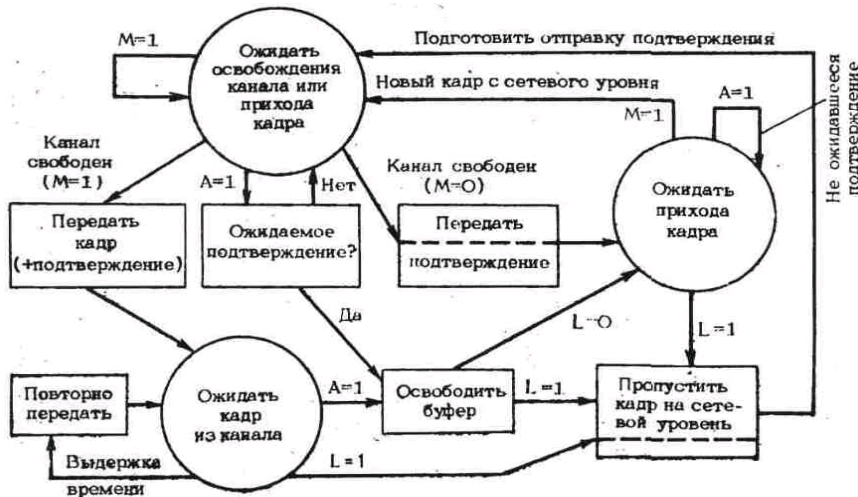 M=1
Ожидать
освобождения
канала или
прихода
кадра
Подготовить отправку подтверждения
Новый кадр с сетевого уровня
M=1
A=1
Не ожидавшееся
подтверждение
Канал
свободен
(M=1)
A=1
Нет
Канал свободен
(M=0)
Ожидать
прихода
кадра
Передать
кадр
(+подтверждение)
Ожидаемое
подтверждение?
Передать
подтверждение
Да
L=0
L=1
Повторно
передать
Ожидать
кадр
из канала
A=1
Освободить
буфер
L=1
Пропустить
кадр на сете-
вой уровень
Выдержка
времени
L=1